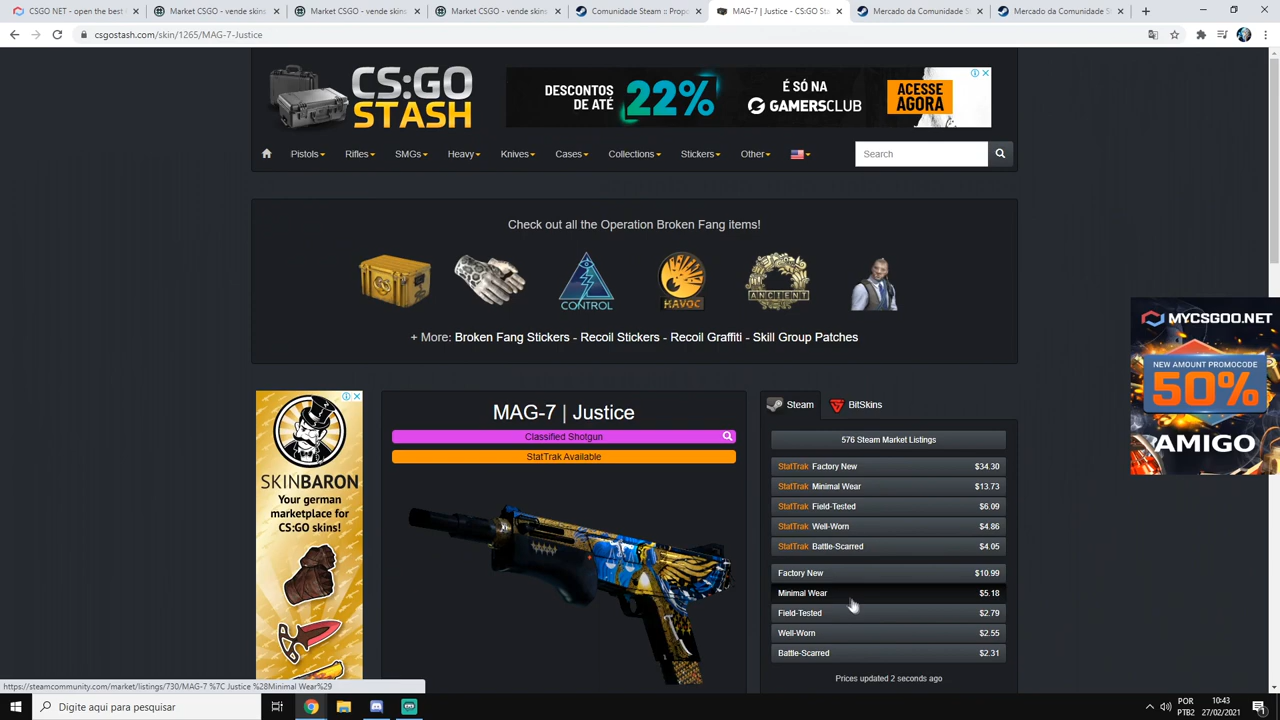 CSGO NET - open the best C
Market CSGO - vende skins
Market CSGO - vende skins
Market CSGO - vende skins
Comunidade Steam :: Propo
MAG-7 | Justice - CS:GO Sta
Mercado da Comunidade S
Mercado da Comunidade S
csgostash.com/skin/1265/MAG-7-Justice
CS:GO
STASH
DESCONTOS
DE ATÉ
22%
É SÓ NA
GAMERSCLUB
ACESSE
AGORA
Pistols
Rifles
SMGs
Heavy
Knives
Cases
Collections
Stickers
Other
Search
Check out all the Operation Broken Fang items!
CONTROL
HAVOC
ANCIENT
+ More: Broken Fang Stickers - Recoil Stickers - Recoil Graffiti - Skill Group Patches
MYCSGOO.NET
NEW AMOUNT PROMOCODE
50%
AMIGO
SKINBARON
Your german
marketplace for
CS:GO skins!
MAG-7 | Justice
Classified Shotgun
StatTrak Available
Steam
BitSkins
576 Steam Market Listings
StatTrak Factory New $34.30
StatTrak Minimal Wear $13.73
StatTrak Field-Tested $6.09
StatTrak Well-Worn $4.86
StatTrak Battle-Scarred $4.05
Factory New $10.99
Minimal Wear $5.18
Field-Tested $2.79
Well-Worn $2.55
Battle-Scarred $2.31
Prices updated 2 seconds ago
https://steamcommunity.com/market/listings/730/MAG-7 %7C Justice %28Minimal Wear%29
Digite aqui para pesquisar
POR
PTB2
10:43
27/02/2021